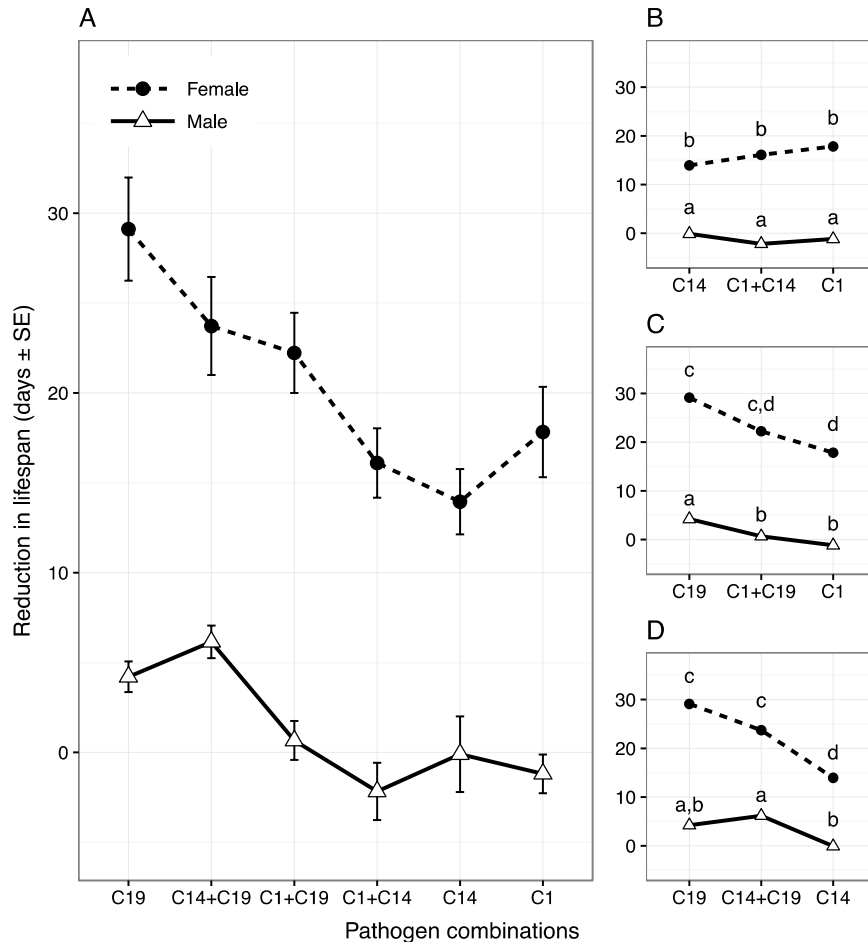 A
Female
Male
30
20
10
0
Reduction in lifespan (days ± SE)
C19 C14+C19 C1+C19 C1+C14 C14 C1
Pathogen combinations
B
30
20
10
0
b b b
a a a
C14 C1+C14 C1
C
30
20
10
0
c c,d d
a b b
C19 C1+C19 C1
D
30
20
10
0
c c d
a,b a b
C19 C14+C19 C14